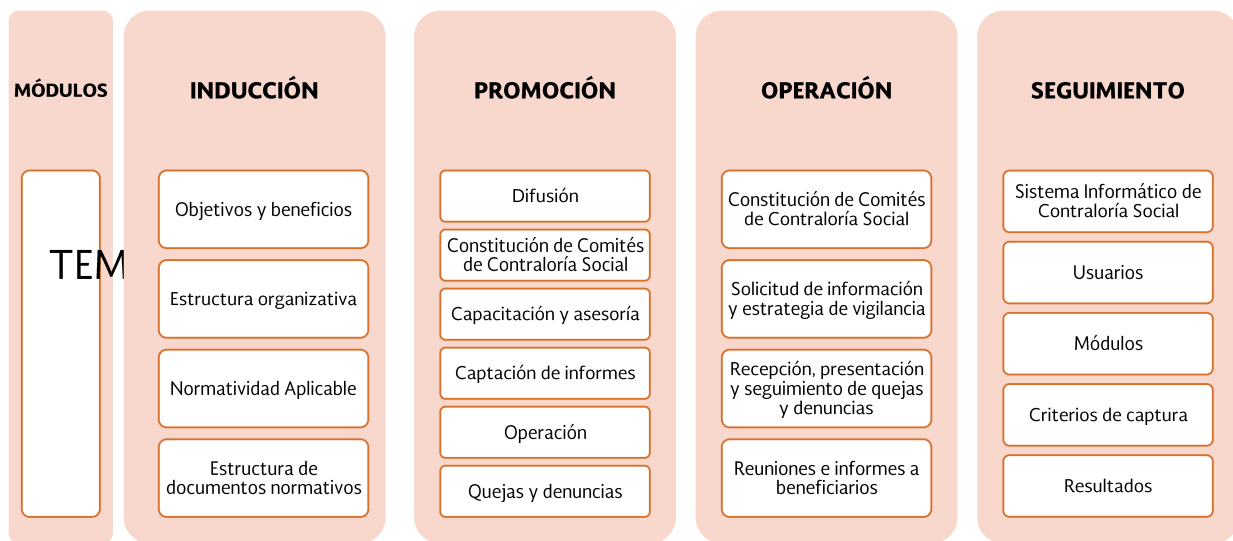 MÓDULOS
TEM
INDUCCIÓN
Objetivos y beneficios
Estructura organizativa
Normatividad Aplicable
Estructura de
documentos normativos
PROMOCIÓN
Difusión
Constitución de Comités
de Contraloría Social
Capacitación y asesoría
Captación de informes
Operación
Quejas y denuncias
OPERACIÓN
Constitución de Comités
de Contraloría Social
Solicitud de información
y estrategia de vigilancia
Recepción, presentación
y seguimiento de quejas
y denuncias
Reuniones e informes a
beneficiarios
SEGUIMIENTO
Sistema Informático de
Contraloría Social
Usuarios
Módulos
Criterios de captura
Resultados